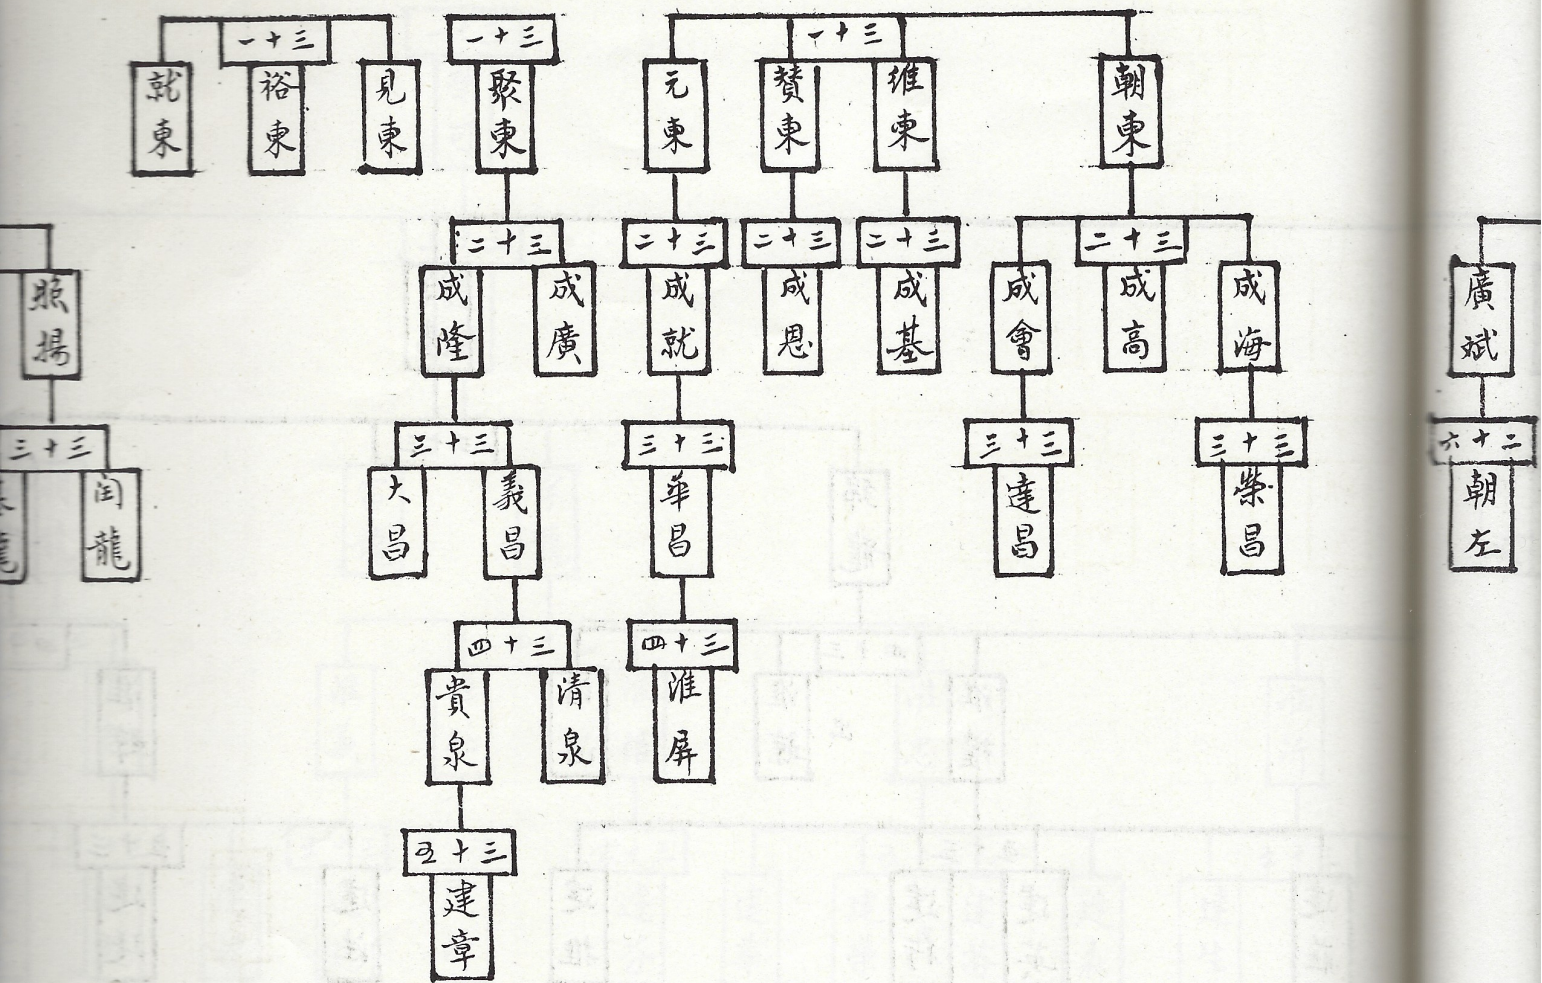 三十一
三十一
三十一
朝東
維東
贊東
元東
聚東
見東
裕東
就東
三十二
三十二
三十二
三十二
三十二
廣斌
成海
成高
成會
成基
成恩
成就
成廣
成隆
照揚
二十六
三十三
三十三
三十三
三十三
三十三
朝左
榮昌
達昌
華昌
義昌
大昌
閏龍
龍
三十四
三十四
淮屏
清泉
貴泉
三十五
建章